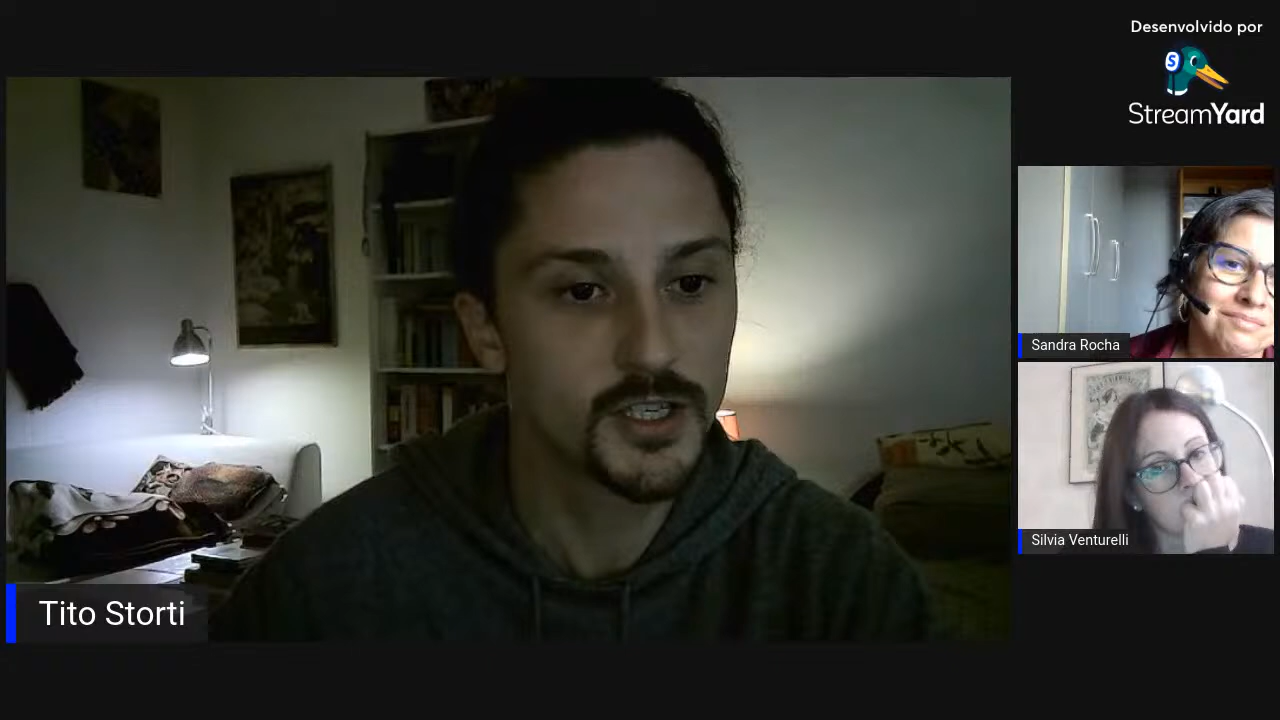 Desenvolvido por
StreamYard
Sandra Rocha
Silvia Venturelli
Tito Storti